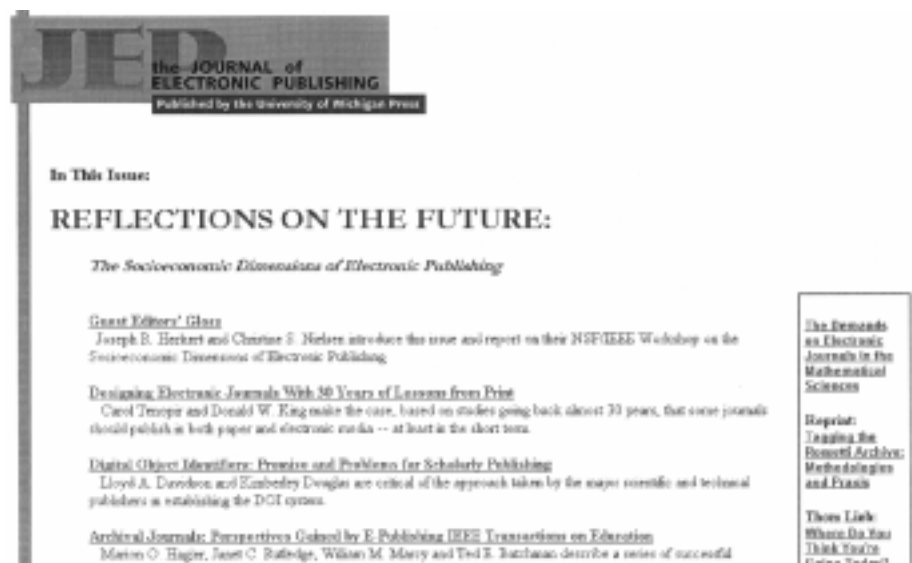 JEP
the JOURNAL of
ELECTRONIC PUBLISHING
Published by the University of Michigan Press
In This Issue:
REFLECTIONS ON THE FUTURE:
The Socioeconomic Dimensions of Electronic Publishing
Guest Editors' Gloss
Joseph R. Herkert and Christine S. Nielsen introduce this issue and report on their NSF/IEEE Workshop on the
Socioeconomic Dimensions of Electronic Publishing
Designing Electronic Journals With 30 Years of Lessons from Print
Carol Tenopir and Donald W. King make the case, based on studies going back almost 30 years, that some journals
should publish in both paper and electronic media -- at least in the short term.
Digital Object Identifiers: Promise and Problems for Scholarly Publishing
Lloyd A. Davidson and Kimberley Douglas are critical of the approach taken by the major scientific and technical
publishers in establishing the DOI system.
Archival Journals: Perspectives Gained by E-Publishing IEEE Transactions on Education
Marion O. Hagler, Janet C. Rutledge, William M. Marcy and Ted E. Batchman describe a series of successful
The Demands
on Electronic
Journals in the
Mathematical
Sciences
Reprint:
Tagging the
Rossetti Archive:
Methodologies
and Praxis
Thom Lieb:
Where Do You
Think You're
Going Today?